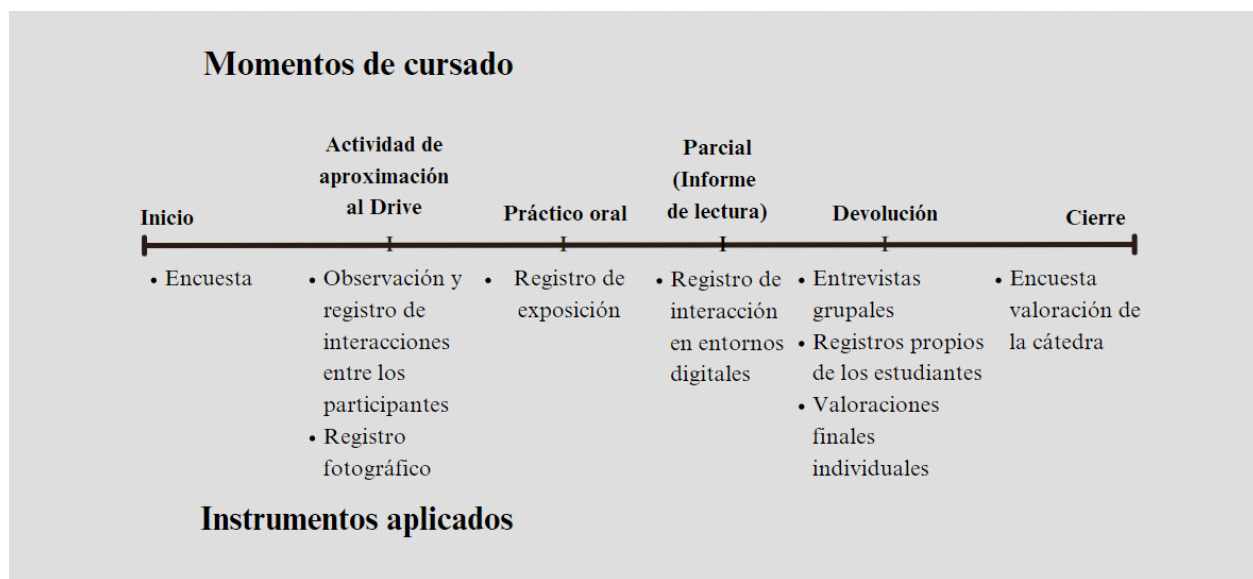 Momentos de cursado
Inicio
Actividad de
aproximación
al Drive
Práctico oral
Parcial
(Informe
de lectura)
Devolución
Cierre
• Encuesta
• Observación y
registro de
interacciones
entre los
participantes
• Registro
fotográfico
• Registro de
exposición
• Registro de
interacción
en entornos
digitales
• Entrevistas
grupales
• Registros propios
de los estudiantes
• Valoraciones
finales
individuales
• Encuesta
valoración de
la cátedra
Instrumentos aplicados